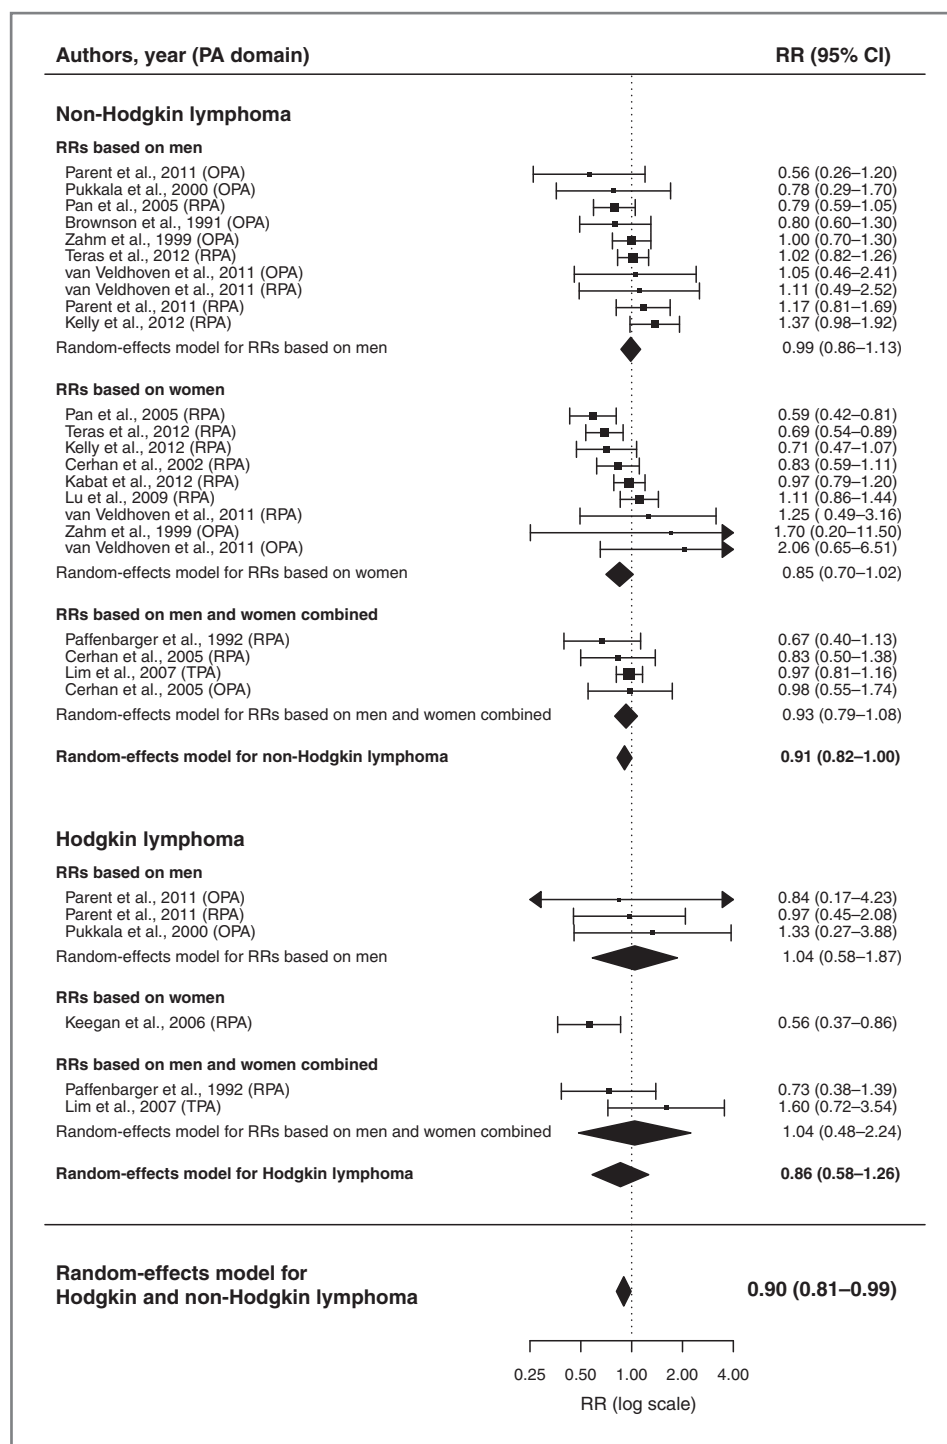 Authors, year (PA domain) RR (95% CI)
Non-Hodgkin lymphoma
RRs based on men
Parent et al., 2011 (OPA) 0.56 (0.26–1.20)
Pukkala et al., 2000 (OPA) 0.78 (0.29–1.70)
Pan et al., 2005 (RPA) 0.79 (0.59–1.05)
Brownson et al., 1991 (OPA) 0.80 (0.60–1.30)
Zahm et al., 1999 (OPA) 1.00 (0.70–1.30)
Teras et al., 2012 (RPA) 1.02 (0.82–1.26)
van Veldhoven et al., 2011 (OPA) 1.05 (0.46–2.41)
van Veldhoven et al., 2011 (RPA) 1.11 (0.49–2.52)
Parent et al., 2011 (RPA) 1.17 (0.81–1.69)
Kelly et al., 2012 (RPA) 1.37 (0.98–1.92)
Random-effects model for RRs based on men 0.99 (0.86–1.13)
RRs based on women
Pan et al., 2005 (RPA) 0.59 (0.42–0.81)
Teras et al., 2012 (RPA) 0.69 (0.54–0.89)
Kelly et al., 2012 (RPA) 0.71 (0.47–1.07)
Cerhan et al., 2002 (RPA) 0.83 (0.59–1.11)
Kabat et al., 2012 (RPA) 0.97 (0.79–1.20)
Lu et al., 2009 (RPA) 1.11 (0.86–1.44)
van Veldhoven et al., 2011 (RPA) 1.25 ( 0.49–3.16)
Zahm et al., 1999 (OPA) 1.70 (0.20–11.50)
van Veldhoven et al., 2011 (OPA) 2.06 (0.65–6.51)
Random-effects model for RRs based on women 0.85 (0.70–1.02)
RRs based on men and women combined
Paffenbarger et al., 1992 (RPA) 0.67 (0.40–1.13)
Cerhan et al., 2005 (RPA) 0.83 (0.50–1.38)
Lim et al., 2007 (TPA) 0.97 (0.81–1.16)
Cerhan et al., 2005 (OPA) 0.98 (0.55–1.74)
Random-effects model for RRs based on men and women combined 0.93 (0.79–1.08)
Random-effects model for non-Hodgkin lymphoma 0.91 (0.82–1.00)
Hodgkin lymphoma
RRs based on men
Parent et al., 2011 (OPA) 0.84 (0.17–4.23)
Parent et al., 2011 (RPA) 0.97 (0.45–2.08)
Pukkala et al., 2000 (OPA) 1.33 (0.27–3.88)
Random-effects model for RRs based on men 1.04 (0.58–1.87)
RRs based on women
Keegan et al., 2006 (RPA) 0.56 (0.37–0.86)
RRs based on men and women combined
Paffenbarger et al., 1992 (RPA) 0.73 (0.38–1.39)
Lim et al., 2007 (TPA) 1.60 (0.72–3.54)
Random-effects model for RRs based on men and women combined 1.04 (0.48–2.24)
Random-effects model for Hodgkin lymphoma 0.86 (0.58–1.26)
Random-effects model for
Hodgkin and non-Hodgkin lymphoma 0.90 (0.81–0.99)
0.25 0.50 1.00 2.00 4.00
RR (log scale)